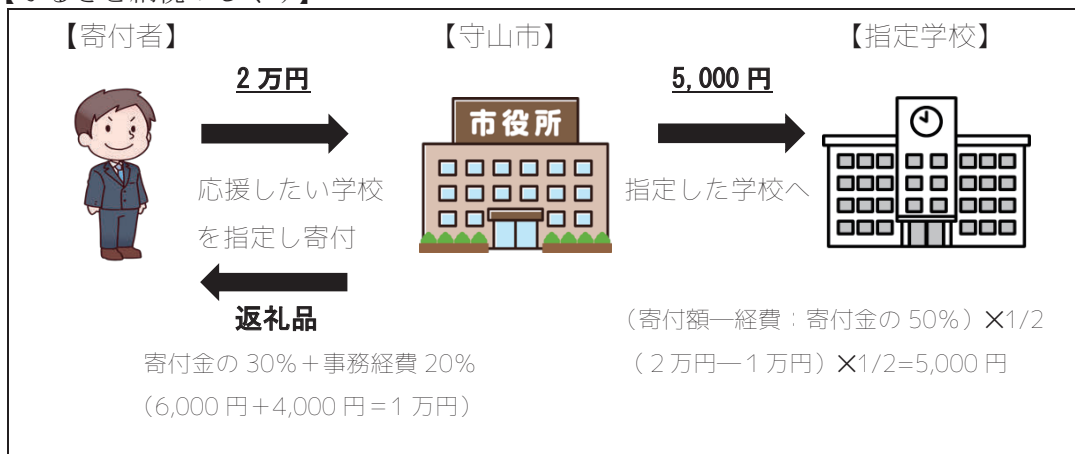 【寄付者】
【守山市】
【指定学校】
2万円
5,000円
市役所
応援したい学校
を指定し寄付
指定した学校へ
返礼品
寄付金の30%+事務経費20%
(6,000円+4,000円=1万円)
(寄付額―経費:寄付金の50%)×1/2
(2万円―1万円)×1/2=5,000円